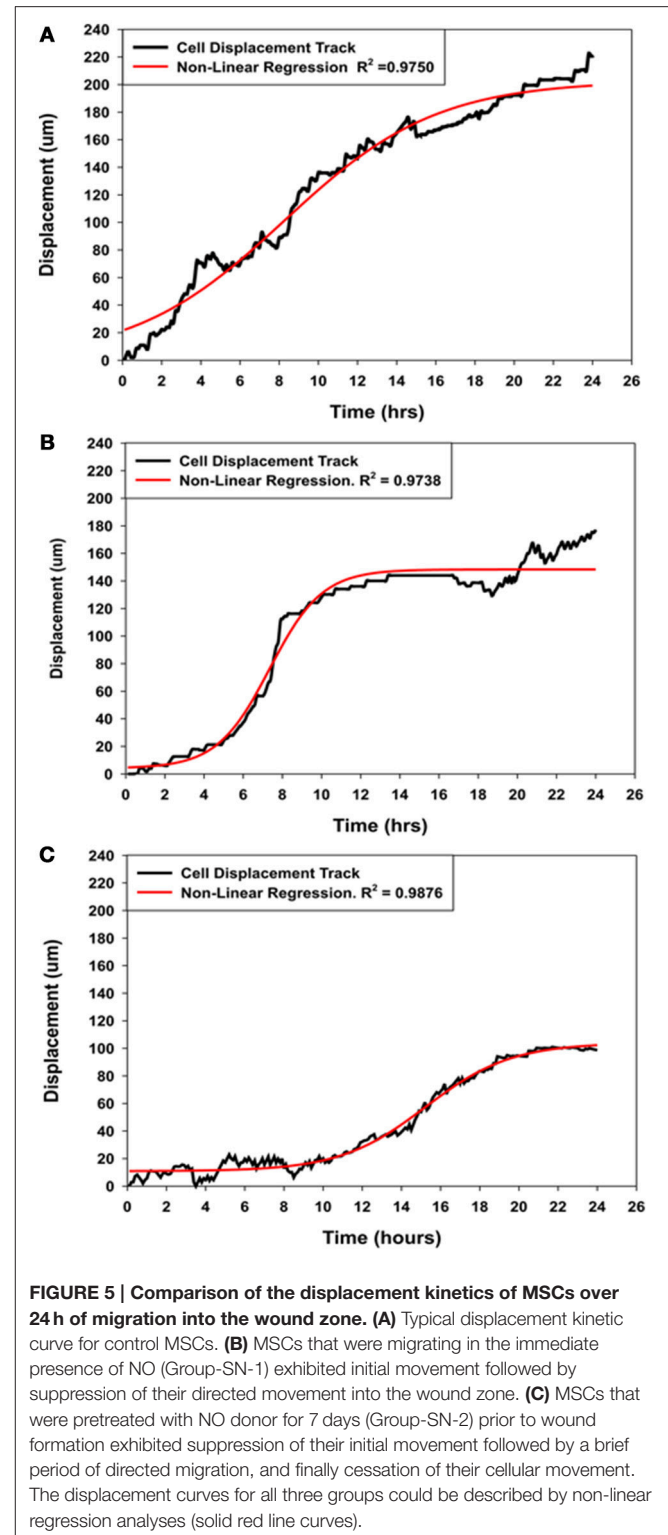 A
240
220
200
180
160
140
120
100
80
60
40
20
0
Displacement (um)
Cell Displacement Track
Non-Linear Regression R² =0.9750
0 2 4 6 8 10 12 14 16 18 20 22 24 26
Time (hrs)
B
240
220
200
180
160
140
120
100
80
60
40
20
0
Displacement (um)
Cell Displacement Track
Non-Linear Regression. R² = 0.9738
0 2 4 6 8 10 12 14 16 18 20 22 24 26
Time (hrs)
C
240
220
200
180
160
140
120
100
80
60
40
20
0
Displacement (um)
Cell Displacement Track
Non-Linear Regression. R² = 0.9876
0 2 4 6 8 10 12 14 16 18 20 22 24 26
Time (hours)
FIGURE 5 | Comparison of the displacement kinetics of MSCs over
24 h of migration into the wound zone. (A) Typical displacement kinetic
curve for control MSCs. (B) MSCs that were migrating in the immediate
presence of NO (Group-SN-1) exhibited initial movement followed by
suppression of their directed movement into the wound zone. (C) MSCs that
were pretreated with NO donor for 7 days (Group-SN-2) prior to wound
formation exhibited suppression of their initial movement followed by a brief
period of directed migration, and finally cessation of their cellular movement.
The displacement curves for all three groups could be described by non-linear
regression analyses (solid red line curves).